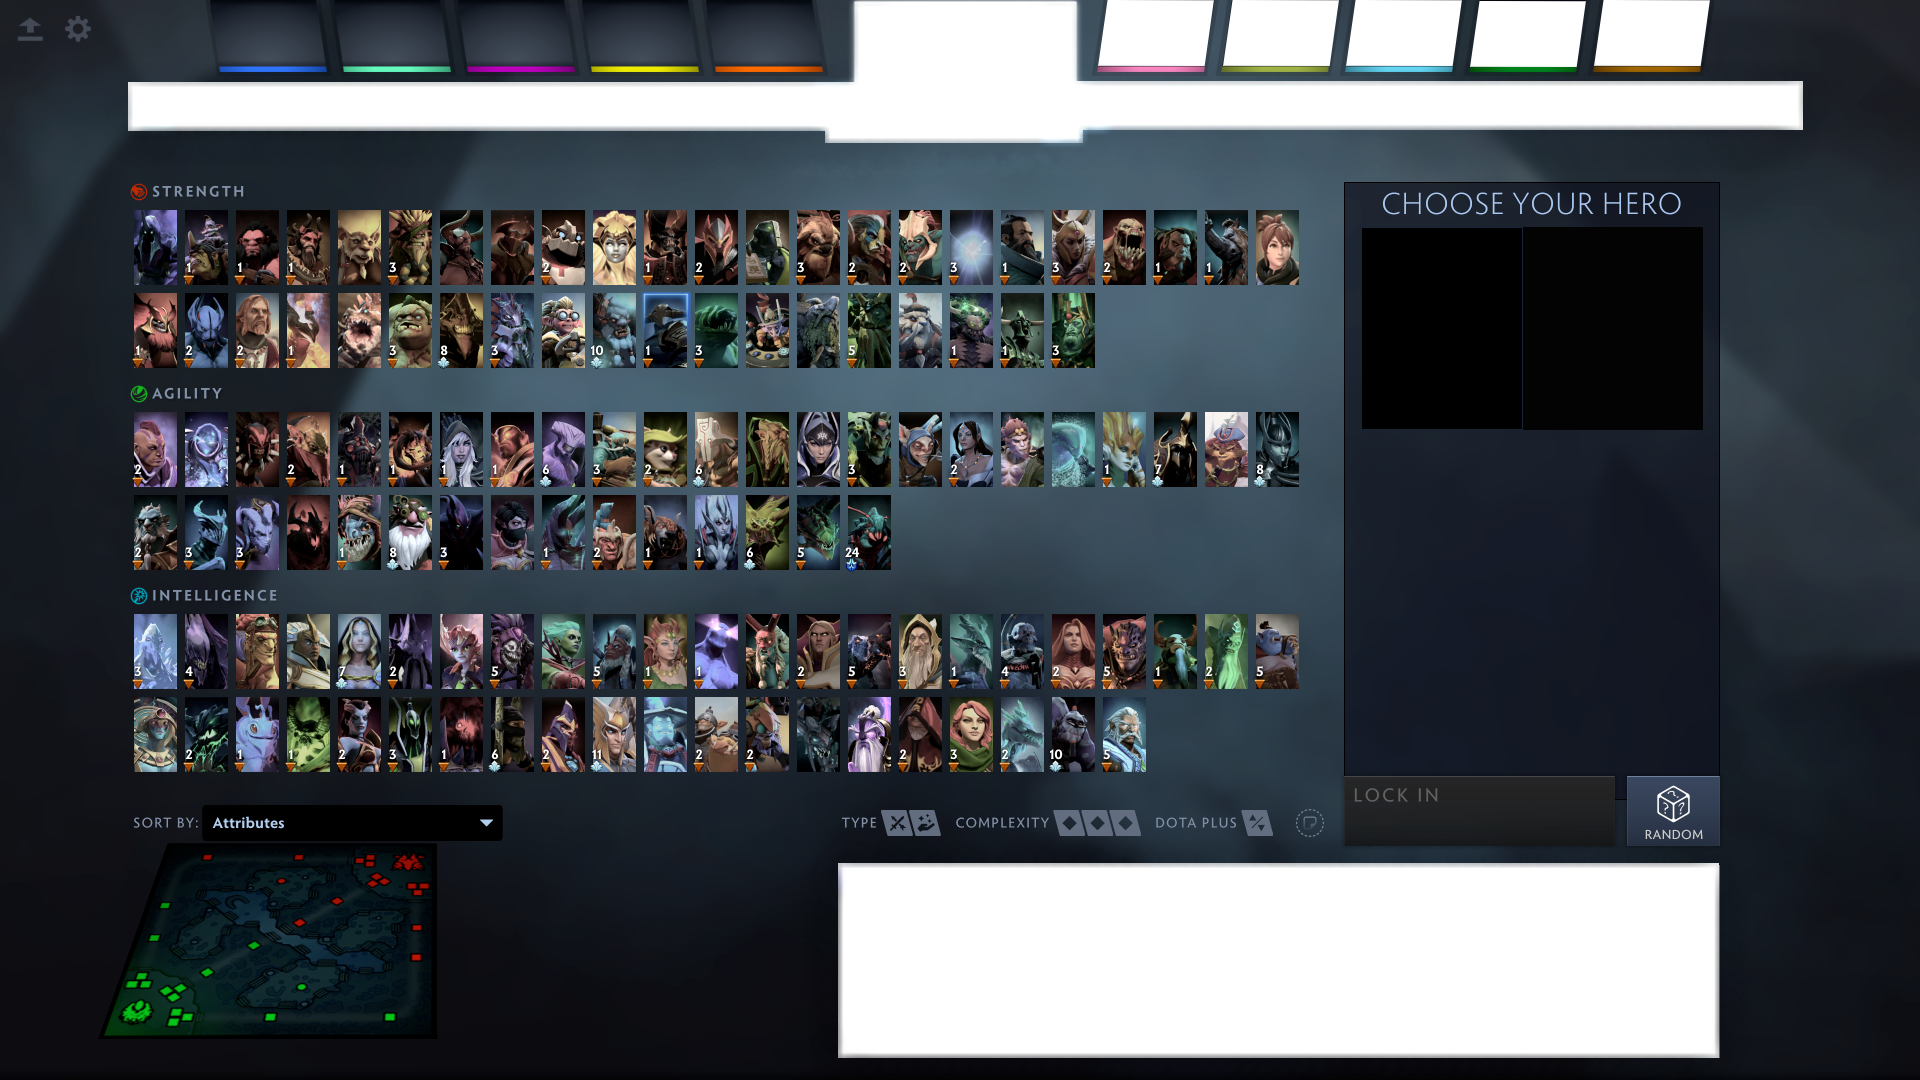 STRENGTH
1 1 1 3 2 1 2 3 2 2 3 1 3 2 1 1
1 2 2 1 3 8 3 10 1 3 5 1 1 3
AGILITY
2 2 1 1 1 1 6 3 2 6 3 2 1 7 8
2 3 3 1 8 3 1 2 1 1 6 5 24
INTELLIGENCE
3 4 7 2 5 5 1 1 2 5 3 1 4 2 5 1 2 5
2 1 1 2 3 1 6 2 11 2 2 2 3 2 10 5
CHOOSE YOUR HERO
LOCK IN
RANDOM
SORT BY: Attributes
TYPE COMPLEXITY DOTA PLUS